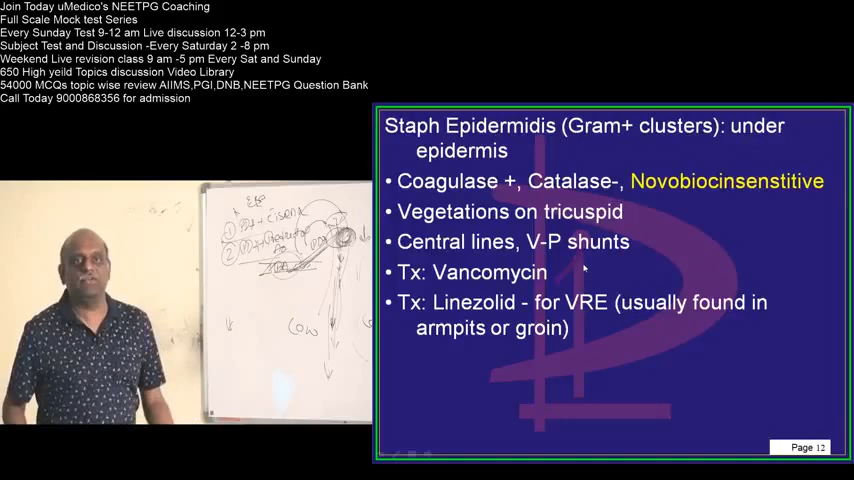 Join Today uMedico's NEETPG Coaching
Full Scale Mock test Series
Every Sunday Test 9-12 am Live discussion 12-3 pm
Subject Test and Discussion -Every Saturday 2 -8 pm
Weekend Live revision class 9 am -5 pm Every Sat and Sunday
650 High yeild Topics discussion Video Library
54000 MCQs topic wise review AIIMS,PGI,DNB,NEETPG Question Bank
Call Today 9000868356 for admission
Staph Epidermidis (Gram+ clusters): under
epidermis
• Coagulase +, Catalase-, Novobiocinsenstitive
• Vegetations on tricuspid
• Central lines, V-P shunts
• Tx: Vancomycin
• Tx: Linezolid - for VRE (usually found in
armpits or groin)
Page 12
1
2
Low